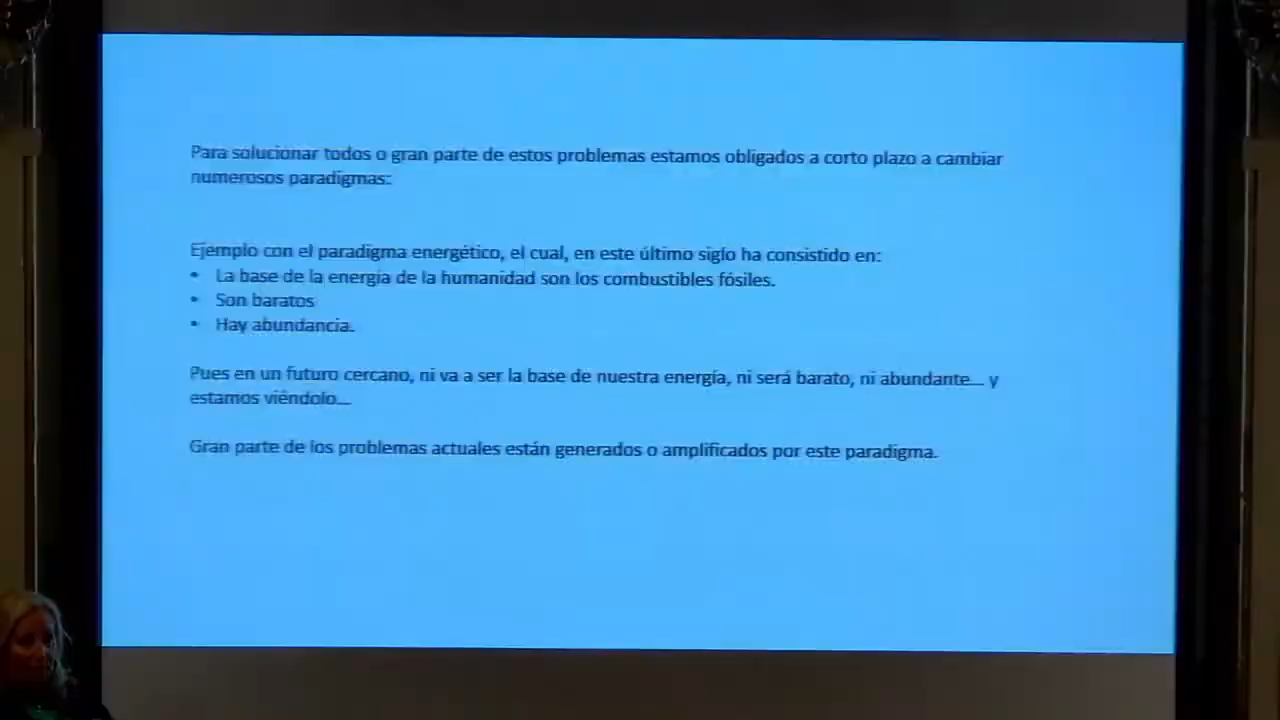 Para solucionar todos o gran parte de estos problemas estamos obligados a corto plazo a cambiar
numerosos paradigmas:
Ejemplo con el paradigma energético, el cual, en este último siglo ha consistido en:
• La base de la energía de la humanidad son los combustibles fósiles.
• Son baratos
• Hay abundancia.
Pues en un futuro cercano, ni va a ser la base de nuestra energía, ni será barato, ni abundante... y
estamos viéndolo...
Gran parte de los problemas actuales están generados o amplificados por este paradigma.